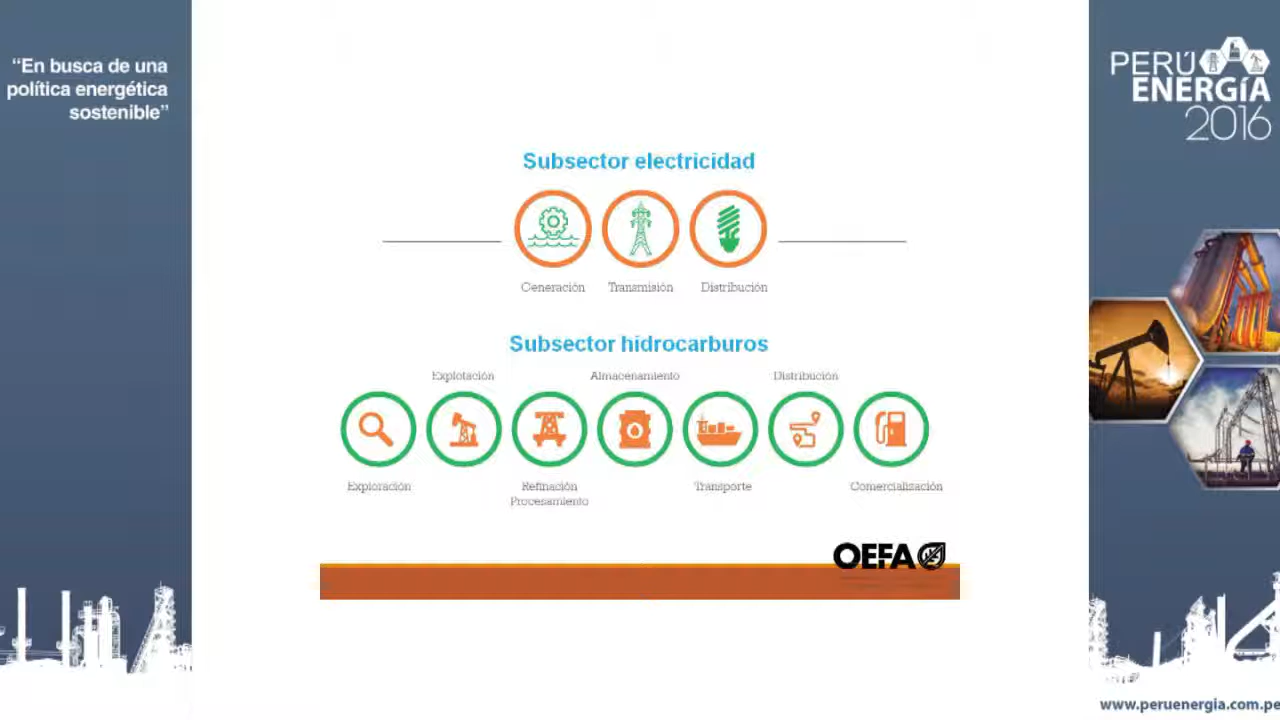 “En busca de una
política energética
sostenible”
PERÚ
ENERGÍA
2016
Subsector electricidad
Generación Transmisión Distribución
Subsector hidrocarburos
Explotación Almacenamiento Distribución
Exploración Refinación Transporte Comercialización
Procesamiento
OEFA
www.peruenergia.com.pe